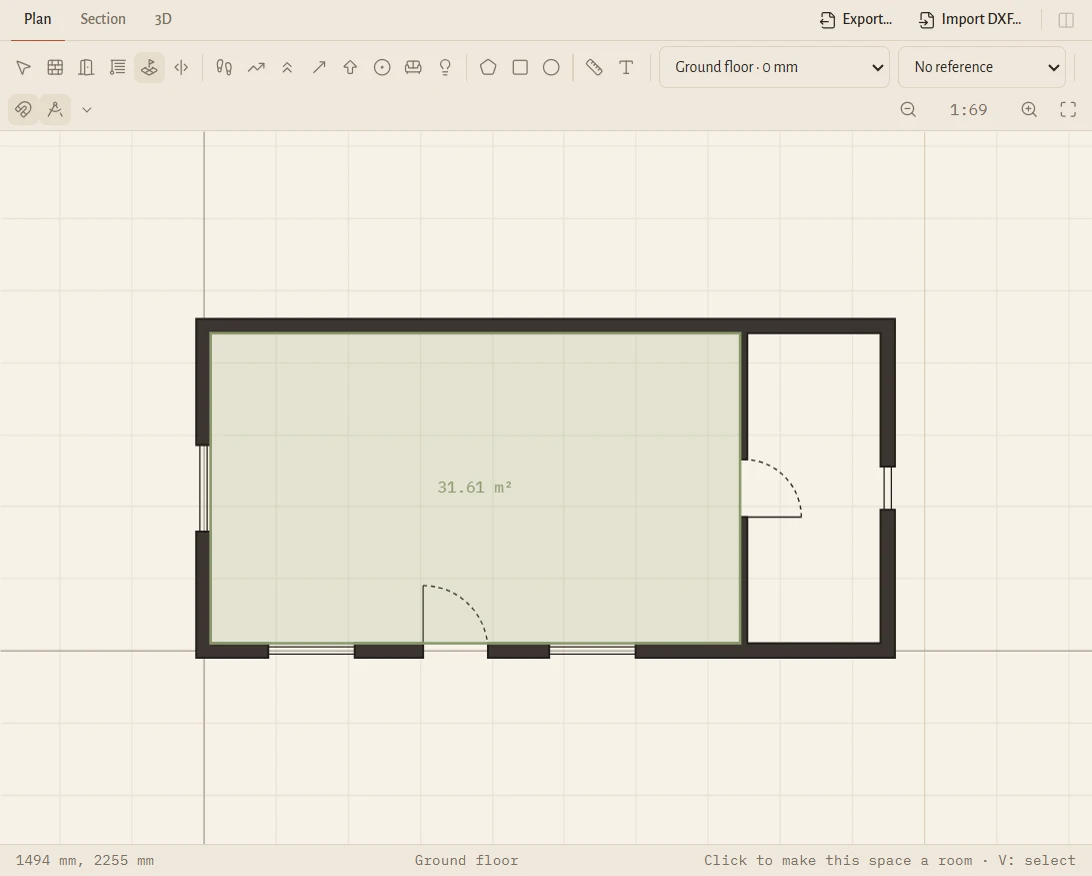 Plan Section 3D Export... Import DXF...
Ground floor · 0 mm No reference
1:69
31.61 m²
1494 mm, 2255 mm Ground floor Click to make this space a room · V: select